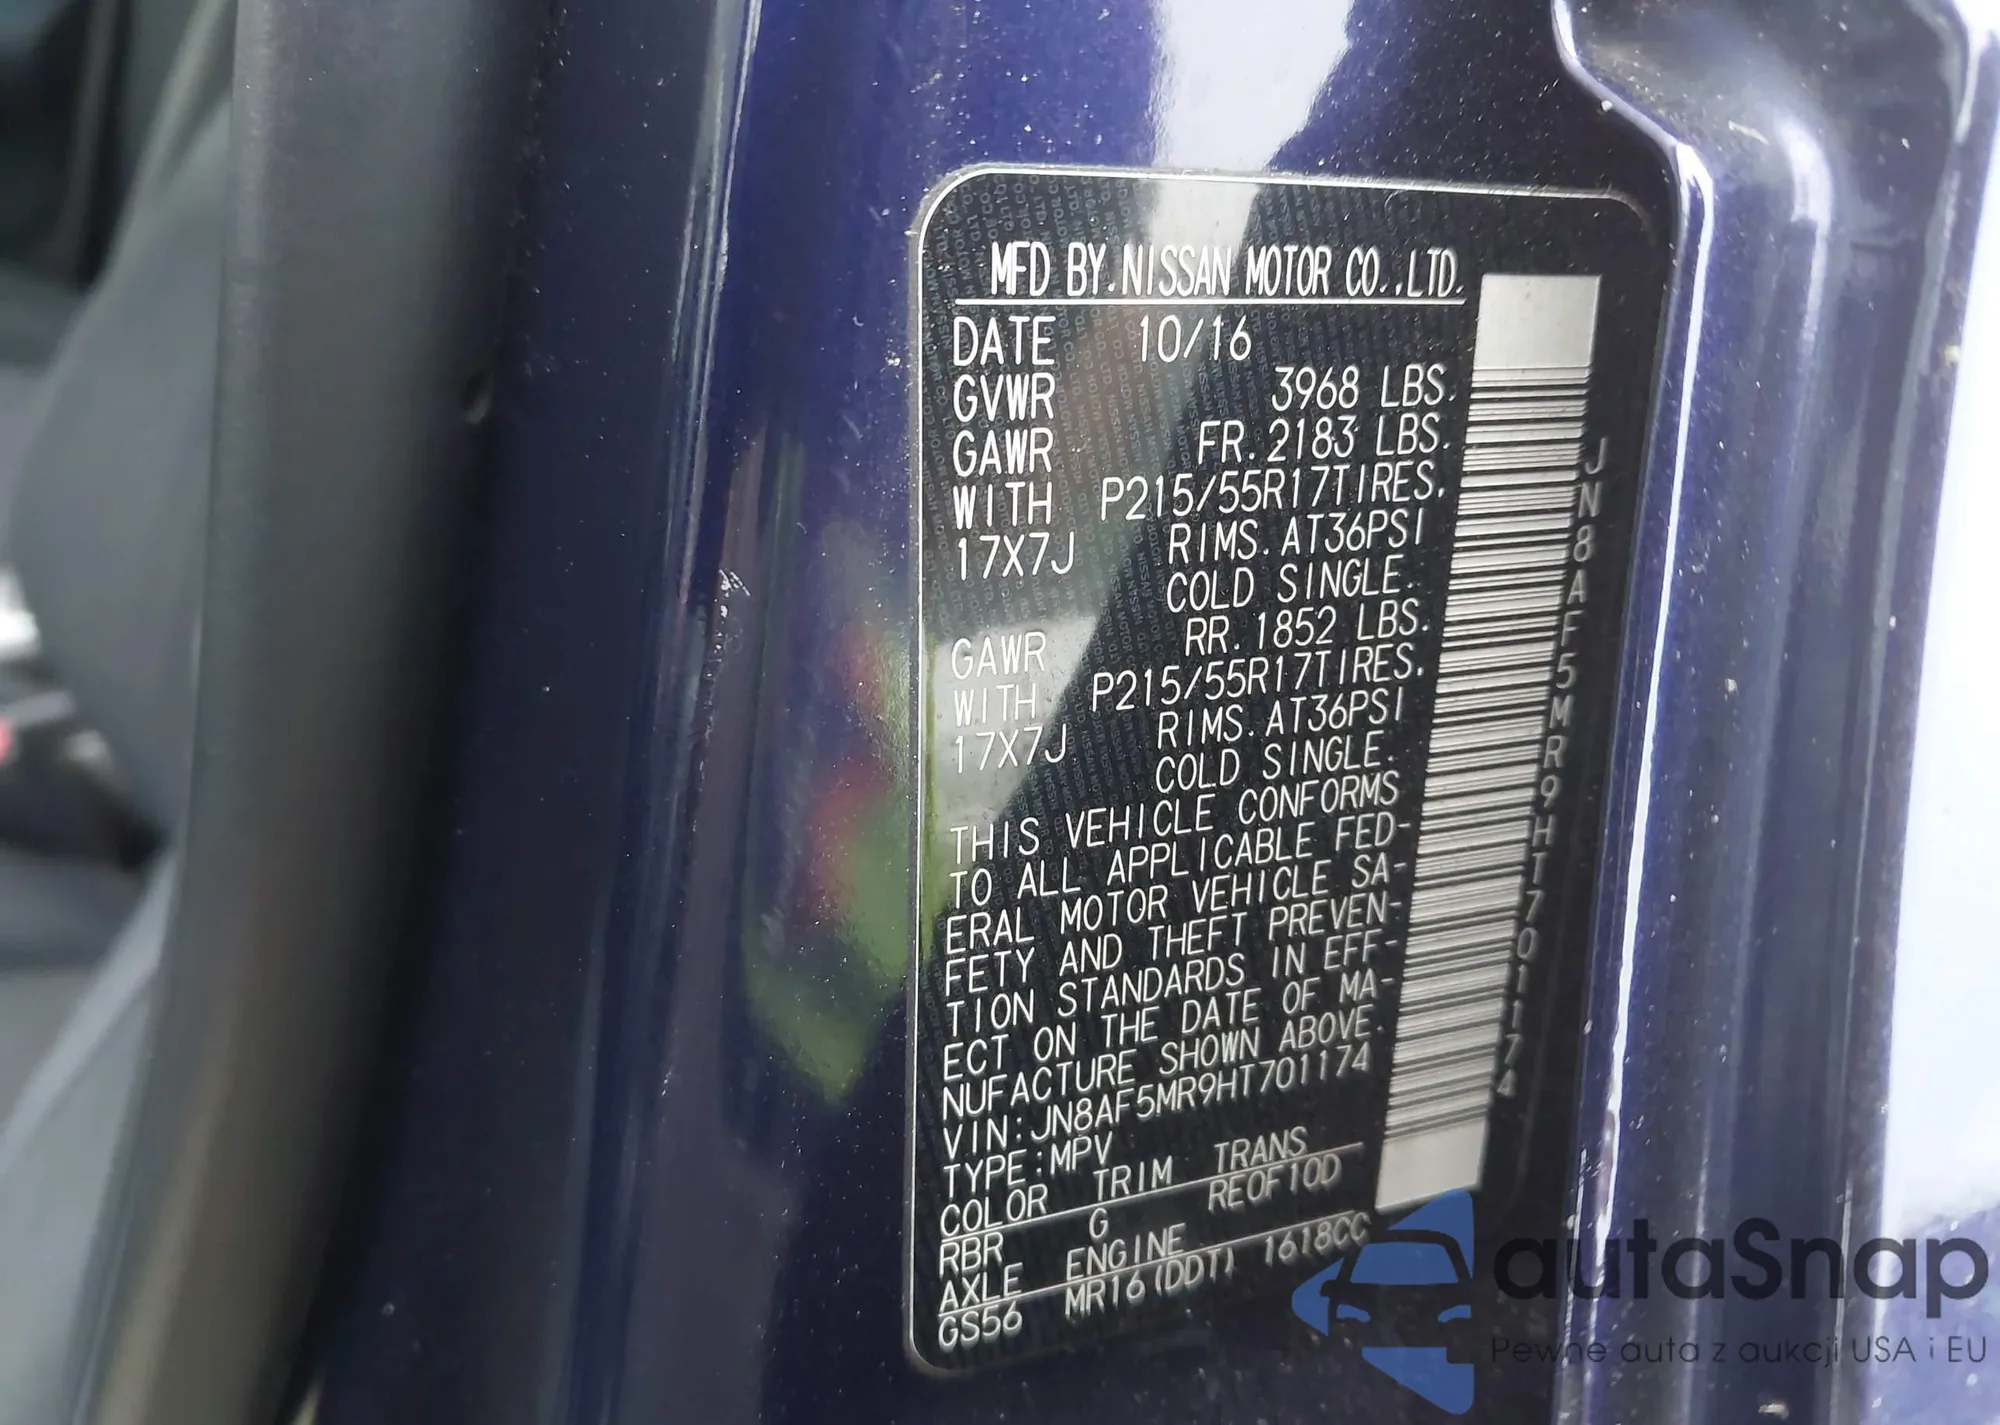 MFD BY.NISSAN MOTOR CO.,LTD.
DATE 10/16
GVWR 3968 LBS.
GAWR FR.2183 LBS.
WITH P215/55R17TIRES.
17X7J RIMS.AT36PSI
COLD SINGLE.
GAWR RR.1852 LBS.
WITH P215/55R17TIRES.
17X7J RIMS.AT36PSI
COLD SINGLE.
THIS VEHICLE CONFORMS
TO ALL APPLICABLE FED-
ERAL MOTOR VEHICLE SA-
FETY AND THEFT PREVEN-
TION STANDARDS IN EFF-
ECT ON THE DATE OF MA-
NUFACTURE SHOWN ABOVE.
VIN:JN8AF5MR9HT701174
TYPE:MPV
COLOR TRIM TRANS
RBR G RE0F10D
AXLE ENGINE
GS56 MR16(DDT) 1618CC
JN8AF5MR9HT701174
autaSnap
Pewne auta z aukcji USA i EU